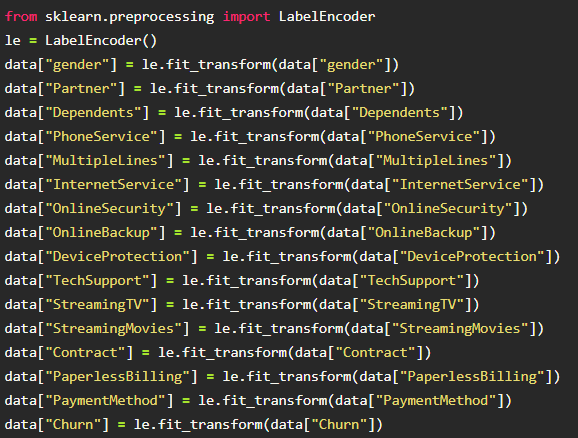 from sklearn.preprocessing import LabelEncoder
le = LabelEncoder()
data["gender"] = le.fit_transform(data["gender"])
data["Partner"] = le.fit_transform(data["Partner"])
data["Dependents"] = le.fit_transform(data["Dependents"])
data["PhoneService"] = le.fit_transform(data["PhoneService"])
data["MultipleLines"] = le.fit_transform(data["MultipleLines"])
data["InternetService"] = le.fit_transform(data["InternetService"])
data["OnlineSecurity"] = le.fit_transform(data["OnlineSecurity"])
data["OnlineBackup"] = le.fit_transform(data["OnlineBackup"])
data["DeviceProtection"] = le.fit_transform(data["DeviceProtection"])
data["TechSupport"] = le.fit_transform(data["TechSupport"])
data["StreamingTV"] = le.fit_transform(data["StreamingTV"])
data["StreamingMovies"] = le.fit_transform(data["StreamingMovies"])
data["Contract"] = le.fit_transform(data["Contract"])
data["PaperlessBilling"] = le.fit_transform(data["PaperlessBilling"])
data["PaymentMethod"] = le.fit_transform(data["PaymentMethod"])
data["Churn"] = le.fit_transform(data["Churn"])